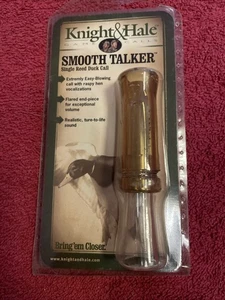 Knight&Hale
SMOOTH TALKER™
Single Reed Duck Call
Extremely Easy-Blowing
call with raspy hen
vocalizations
Flared end-piece
for exceptional
volume
Realistic, true-to-life
sound
Bring'em Closer.
www.knightandhale.com